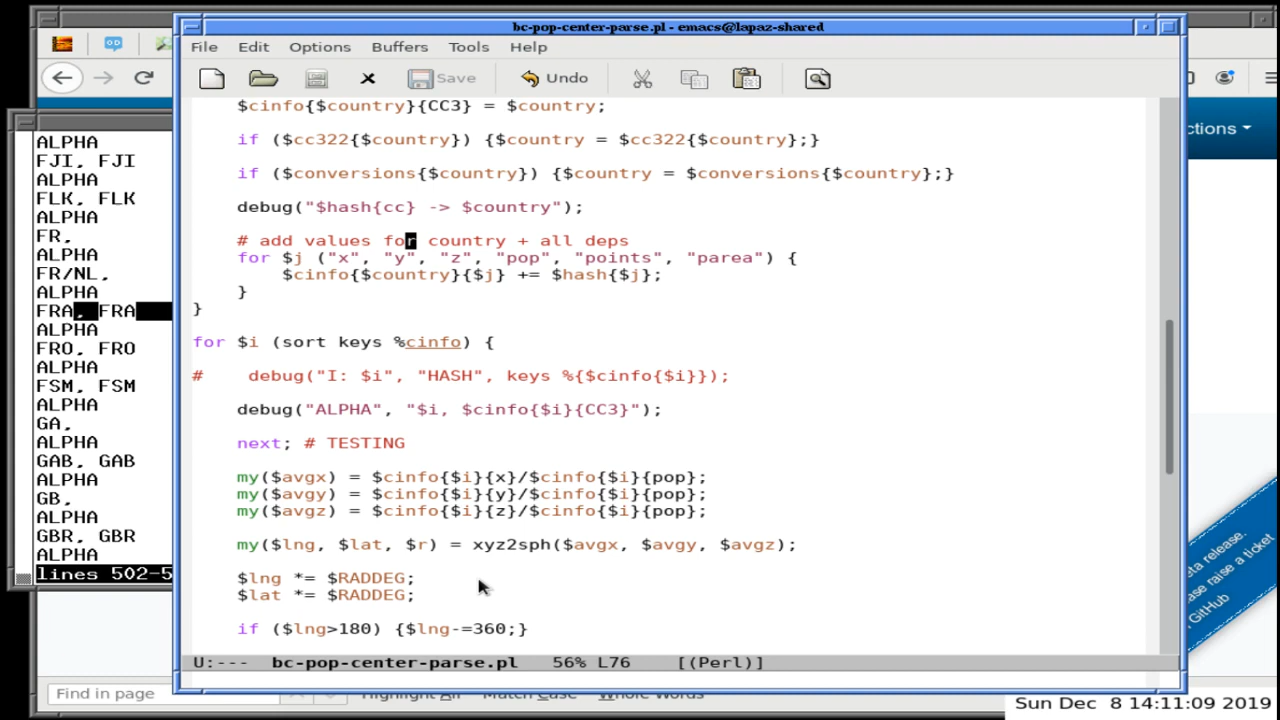 bc-pop-center-parse.pl - emacs@lapaz-shared
File Edit Options Buffers Tools Help
Save Undo
$cinfo{$country}{CC3} = $country;
if ($cc322{$country}) {$country = $cc322{$country};}
if ($conversions{$country}) {$country = $conversions{$country};}
debug("$hash{cc} -> $country");
# add values for country + all deps
for $j ("x", "y", "z", "pop", "points", "parea") {
$cinfo{$country}{$j} += $hash{$j};
}
}
for $i (sort keys %cinfo) {
#    debug("I: $i", "HASH", keys %{$cinfo{$i}});
debug("ALPHA", "$i, $cinfo{$i}{CC3}");
next; # TESTING
my($avgx) = $cinfo{$i}{x}/$cinfo{$i}{pop};
my($avgy) = $cinfo{$i}{y}/$cinfo{$i}{pop};
my($avgz) = $cinfo{$i}{z}/$cinfo{$i}{pop};
my($lng, $lat, $r) = xyz2sph($avgx, $avgy, $avgz);
$lng *= $RADDEG;
$lat *= $RADDEG;
if ($lng>180) {$lng-=360;}
U:--- bc-pop-center-parse.pl 56% L76 [(Perl)]
ALPHA
FJI, FJI
ALPHA
FLK, FLK
ALPHA
FR,
ALPHA
FR/NL,
ALPHA
FRA, FRA
ALPHA
FRO, FRO
ALPHA
FSM, FSM
ALPHA
GA,
ALPHA
GAB, GAB
ALPHA
GB,
ALPHA
GBR, GBR
ALPHA
lines 502-5
ctions
eta release.
ase raise a ticket
GitHub
Find in page
Highlight All Match Case Whole Words
Sun Dec 8 14:11:09 2019